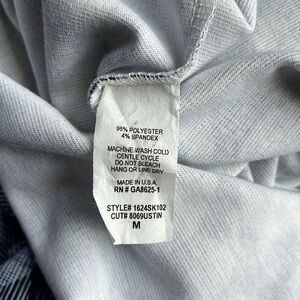 96% POLYESTER
4% SPANDEX
MACHINE WASH COLD
GENTLE CYCLE
DO NOT BLEACH
HANG OR LINE DRY
MADE IN U.S.A.
RN # GA8625-1
STYLE# 1624SK102
CUT# 8069USTIN
M